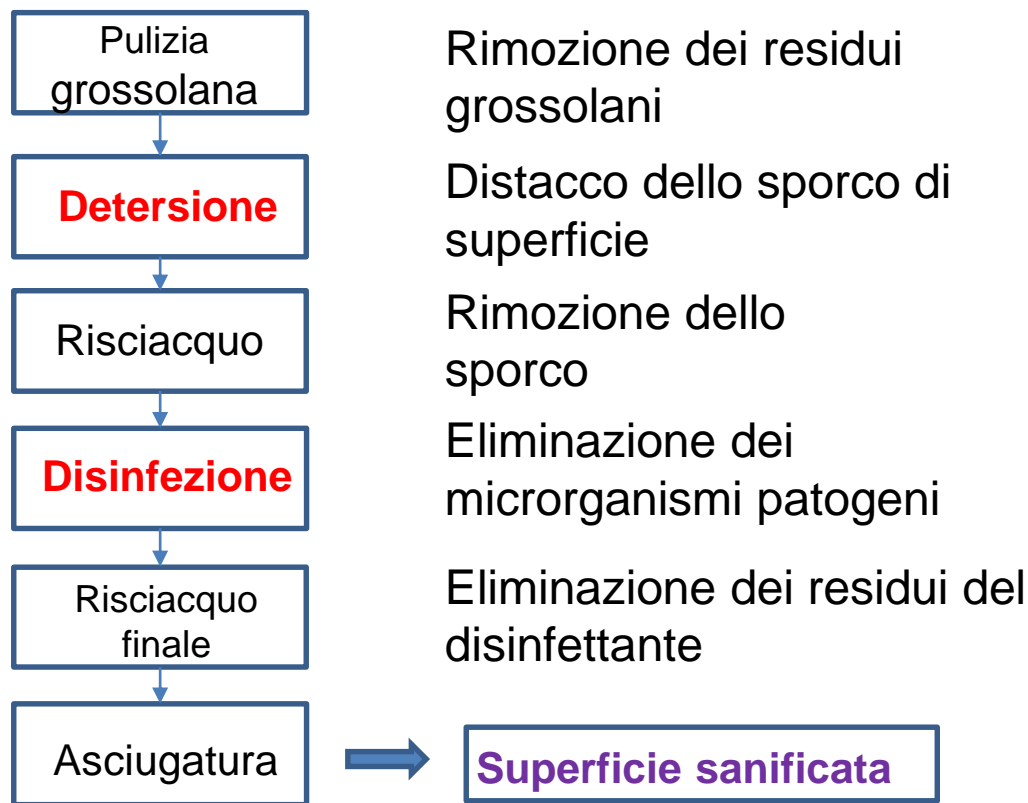 Pulizia
grossolana
Rimozione dei residui
grossolani
Detersione
Distacco dello sporco di
superficie
Risciacquo
Rimozione dello
sporco
Disinfezione
Eliminazione dei
microrganismi patogeni
Risciacquo
finale
Eliminazione dei residui del
disinfettante
Asciugatura
Superficie sanificata